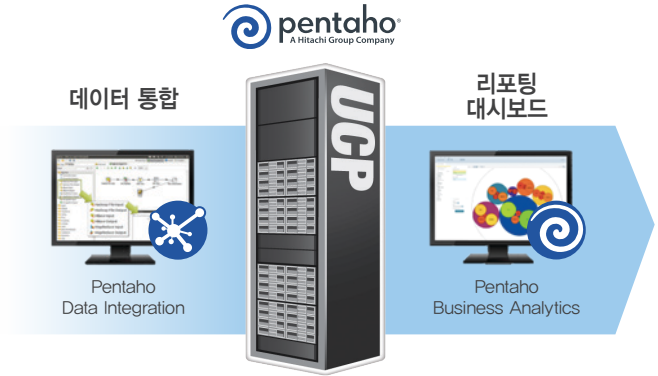 pentaho®
A Hitachi Group Company
데이터 통합
리포팅
대시보드
UCP
Pentaho
Data Integration
Pentaho
Business Analytics